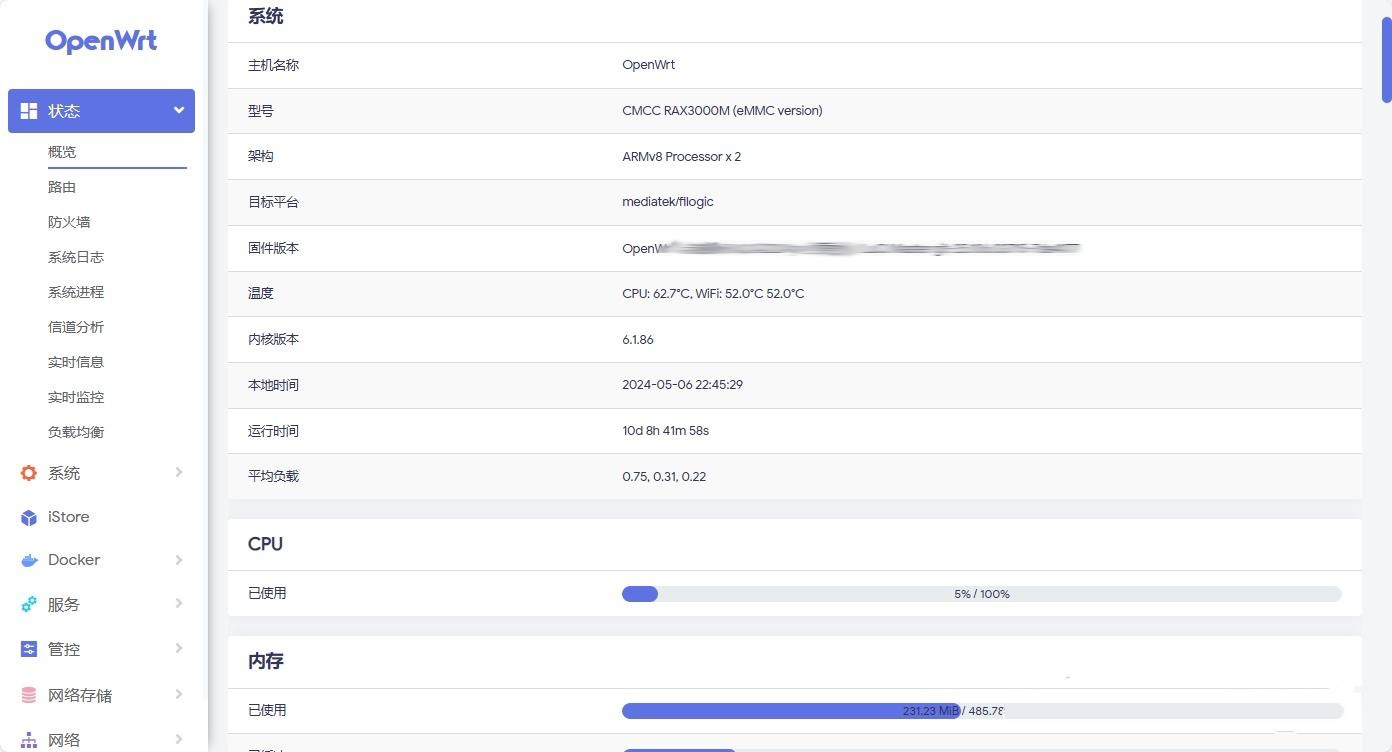 OpenWrt
状态
概览
路由
防火墙
系统日志
系统进程
信道分析
实时信息
实时监控
负载均衡
系统
iStore
Docker
服务
管控
网络存储
网络
系统
主机名称 OpenWrt
型号 CMCC RAX3000M (eMMC version)
架构 ARMv8 Processor x 2
目标平台 mediatek/filogic
固件版本
温度 CPU: 62.7°C, WiFi: 52.0°C 52.0°C
内核版本 6.1.86
本地时间 2024-05-06 22:45:29
运行时间 10d 8h 41m 58s
平均负载 0.75, 0.31, 0.22
CPU
已使用 5% / 100%
内存
已使用 231.23 MiB / 485.78